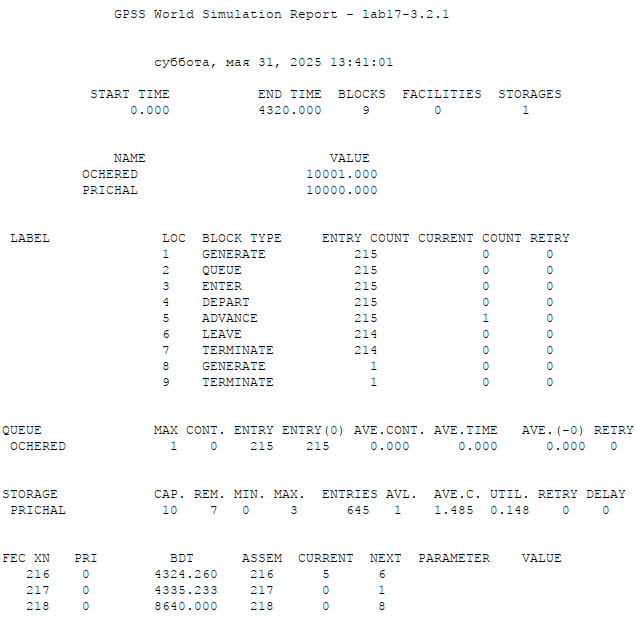 GPSS World Simulation Report - lab17-3.2.1
суббота, мая 31, 2025 13:41:01
START TIME END TIME BLOCKS FACILITIES STORAGES
0.000 4320.000 9 0 1
NAME VALUE
OCHERED 10001.000
PRICHAL 10000.000
LABEL LOC BLOCK TYPE ENTRY COUNT CURRENT COUNT RETRY
1 GENERATE 215 0 0
2 QUEUE 215 0 0
3 ENTER 215 0 0
4 DEPART 215 0 0
5 ADVANCE 215 1 0
6 LEAVE 214 0 0
7 TERMINATE 214 0 0
8 GENERATE 1 0 0
9 TERMINATE 1 0 0
QUEUE MAX CONT. ENTRY ENTRY(0) AVE.CONT. AVE.TIME AVE.(-0) RETRY
OCHERED 1 0 215 215 0.000 0.000 0.000 0
STORAGE CAP. REM. MIN. MAX. ENTRIES AVL. AVE.C. UTIL. RETRY DELAY
PRICHAL 10 7 0 3 645 1 1.485 0.148 0 0
FEC XN PRI BDT ASSEM CURRENT NEXT PARAMETER VALUE
216 0 4324.260 216 5 6
217 0 4335.233 217 0 1
218 0 8640.000 218 0 8